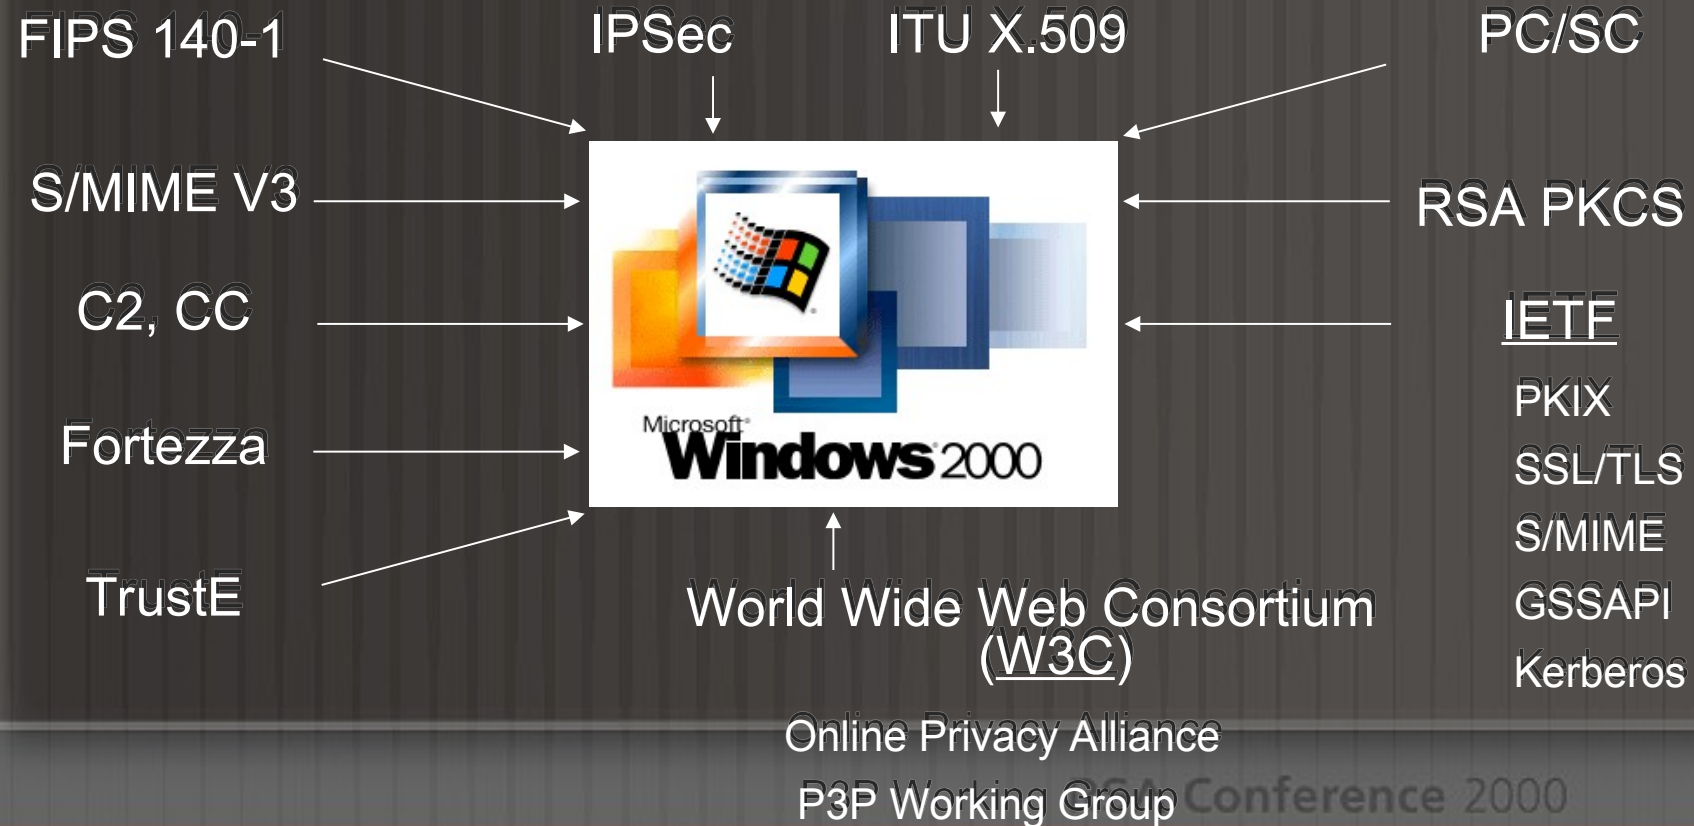 FIPS 140-1
IPSec
ITU X.509
PC/SC
S/MIME V3
RSA PKCS
C2, CC
IETF
PKIX
Fortezza
SSL/TLS
S/MIME
TrustE
GSSAPI
Kerberos
Microsoft
Windows 2000
World Wide Web Consortium
(W3C)
Online Privacy Alliance
P3P Working Group
RSA Conference 2000